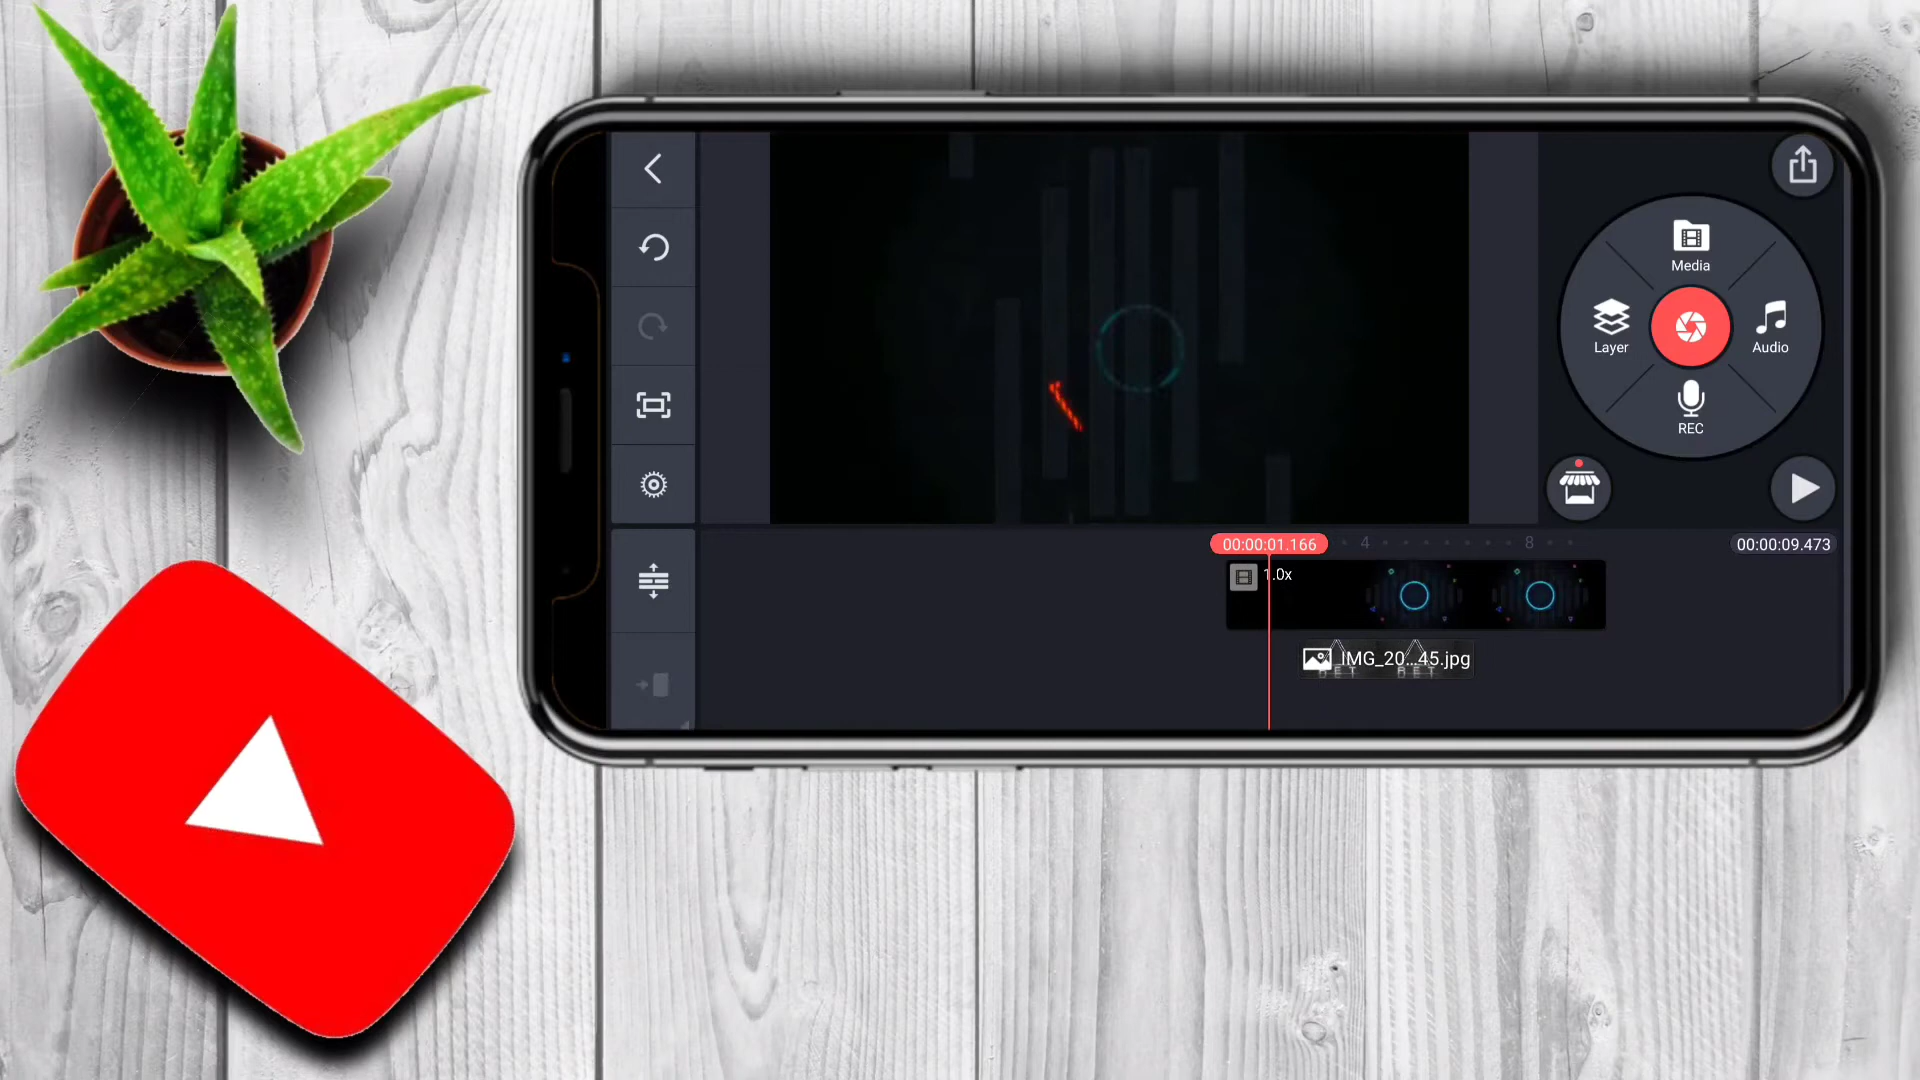 Media
Layer
Audio
REC
00:00:01.166
4
8
00:00:09.473
1.0x
IMG_20...45.jpg